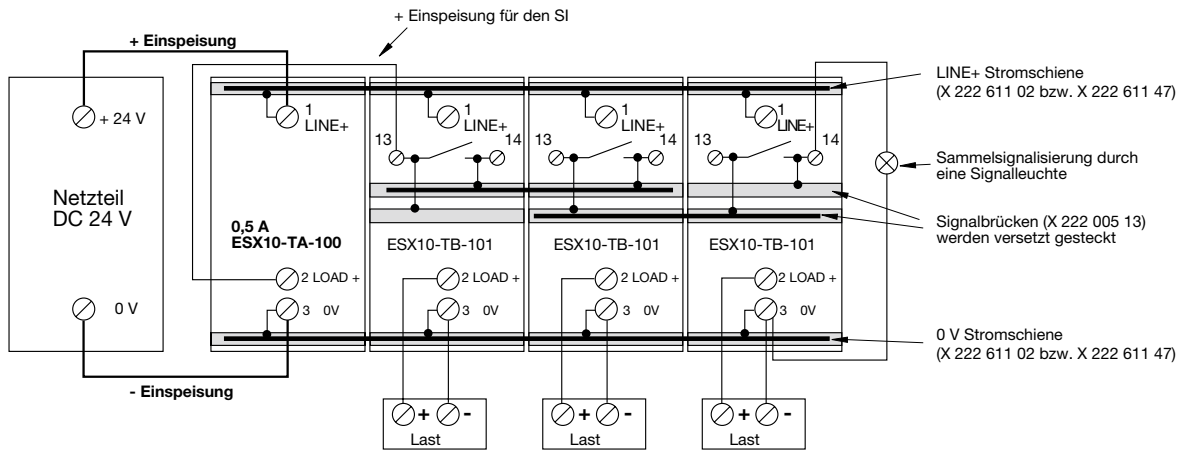 + Einspeisung für den SI
+ Einspeisung
LINE+ Stromschiene
(X 222 611 02 bzw. X 222 611 47)
+ 24 V
1
LINE+
1
LINE+
1
LINE+
1
LINE+
13
14
13
14
13
14
Sammelsignalisierung durch
eine Signalleuchte
Netzteil
DC 24 V
Signalbrücken (X 222 005 13)
werden versetzt gesteckt
0,5 A
ESX10-TA-100
ESX10-TB-101
ESX10-TB-101
ESX10-TB-101
2 LOAD +
2 LOAD +
2 LOAD +
2 LOAD +
0 V
3 0V
3 0V
3 0V
3 0V
0 V Stromschiene
(X 222 611 02 bzw. X 222 611 47)
- Einspeisung
+ -
Last
+ -
Last
+ -
Last